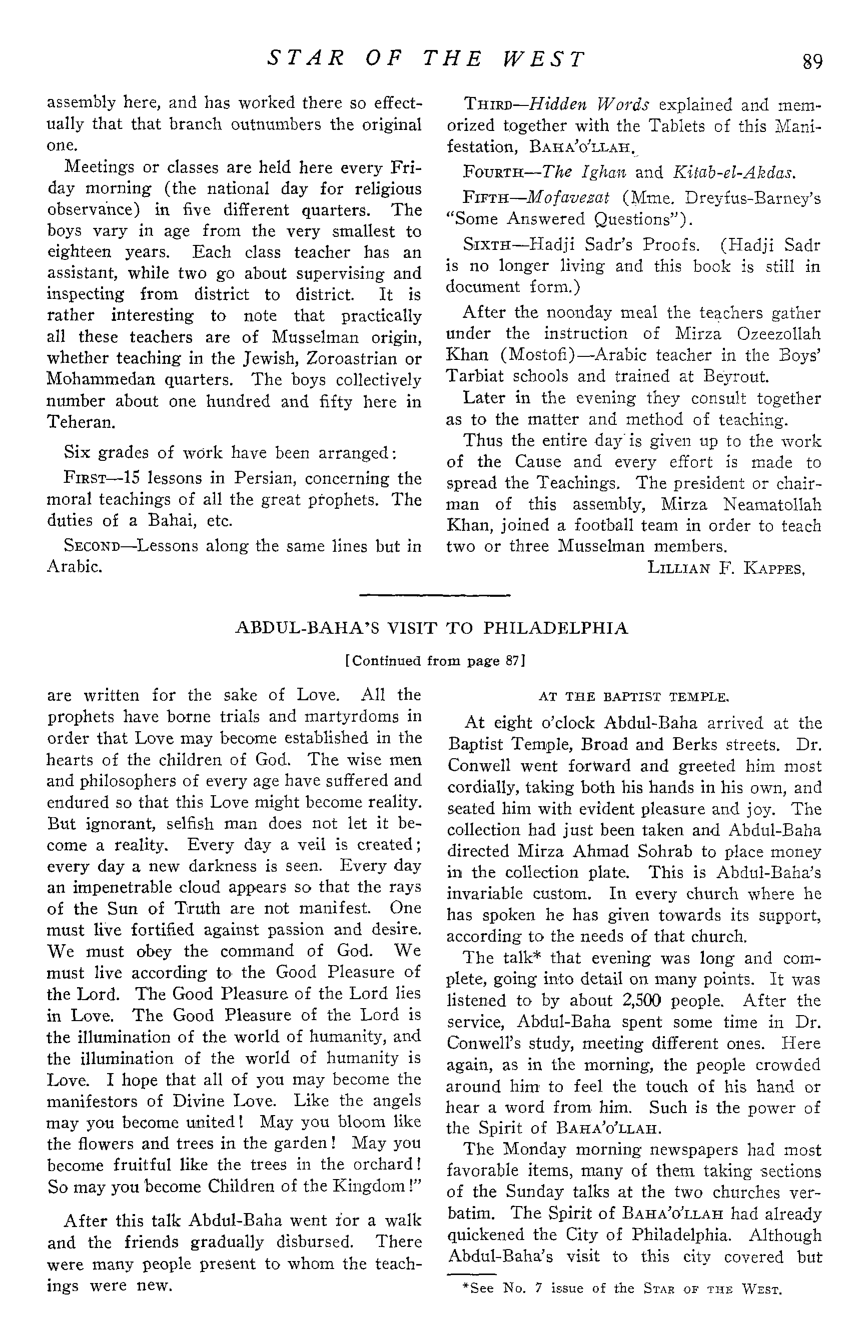 STAR OF THE WEST 89
assembly here, and has worked there so effect-
ually that that branch outnumbers the original
one.
Meetings or classes are held here every Fri-
day morning (the national day for religious
observance) in five different quarters. The
boys vary in age from the very smallest to
eighteen years. Each class teacher has an
assistant, while two go about supervising and
inspecting from district to district. It is
rather interesting to note that practically
all these teachers are of Musselman origin,
whether teaching in the Jewish, Zoroastrian or
Mohammedan quarters. The boys collectively
number about one hundred and fifty here in
Teheran.
Six grades of work have been arranged:
FIRST—15 lessons in Persian, concerning the
moral teachings of all the great prophets. The
duties of a Bahai, etc.
SECOND—Lessons along the same lines but in
Arabic.
THIRD—Hidden Words explained and mem-
orized together with the Tablets of this Mani-
festation, BAHA'O'LLAH.
FOURTH—The Ighan and Kitab-el-Akdas.
FIFTH—Mofavezat (Mme. Dreyfus-Barney's
"Some Answered Questions").
SIXTH—Hadji Sadr's Proofs. (Hadji Sadr
is no longer living and this book is still in
document form.)
After the noonday meal the teachers gather
under the instruction of Mirza Ozeezollah
Khan (Mostofi)—Arabic teacher in the Boys'
Tarbiat schools and trained at Beyrout.
Later in the evening they consult together
as to the matter and method of teaching.
Thus the entire day is given up to the work
of the Cause and every effort is made to
spread the Teachings. The president or chair-
man of this assembly, Mirza Neamatollah
Khan, joined a football team in order to teach
two or three Musselman members.
LILLIAN F. KAPPES.
ABDUL-BAHA'S VISIT TO PHILADELPHIA
[Continued from page 87]
are written for the sake of Love. All the
prophets have borne trials and martyrdoms in
order that Love may become established in the
hearts of the children of God. The wise men
and philosophers of every age have suffered and
endured so that this Love might become reality.
But ignorant, selfish man does not let it be-
come a reality. Every day a veil is created;
every day a new darkness is seen. Every day
an impenetrable cloud appears so that the rays
of the Sun of Truth are not manifest. One
must live fortified against passion and desire.
We must obey the command of God. We
must live according to the Good Pleasure of
the Lord. The Good Pleasure of the Lord lies
in Love. The Good Pleasure of the Lord is
the illumination of the world of humanity, and
the illumination of the world of humanity is
Love. I hope that all of you may become the
manifestors of Divine Love. Like the angels
may you become united! May you bloom like
the flowers and trees in the garden! May you
become fruitful like the trees in the orchard!
So may you become Children of the Kingdom!"
After this talk Abdul-Baha went for a walk
and the friends gradually disbursed. There
were many people present to whom the teach-
ings were new.
AT THE BAPTIST TEMPLE.
At eight o'clock Abdul-Baha arrived at the
Baptist Temple, Broad and Berks streets. Dr.
Conwell went forward and greeted him most
cordially, taking both his hands in his own, and
seated him with evident pleasure and joy. The
collection had just been taken and Abdul-Baha
directed Mirza Ahmad Sohrab to place money
in the collection plate. This is Abdul-Baha's
invariable custom. In every church where he
has spoken he has given towards its support,
according to the needs of that church.
The talk* that evening was long and com-
plete, going into detail on many points. It was
listened to by about 2,500 people. After the
service, Abdul-Baha spent some time in Dr.
Conwell's study, meeting different ones. Here
again, as in the morning, the people crowded
around him to feel the touch of his hand or
hear a word from him. Such is the power of
the Spirit of BAHA'O'LLAH.
The Monday morning newspapers had most
favorable items, many of them taking sections
of the Sunday talks at the two churches ver-
batim. The Spirit of BAHA'O'LLAH had already
quickened the City of Philadelphia. Although
Abdul-Baha's visit to this city covered but
*See No. 7 issue of the STAR OF THE WEST.